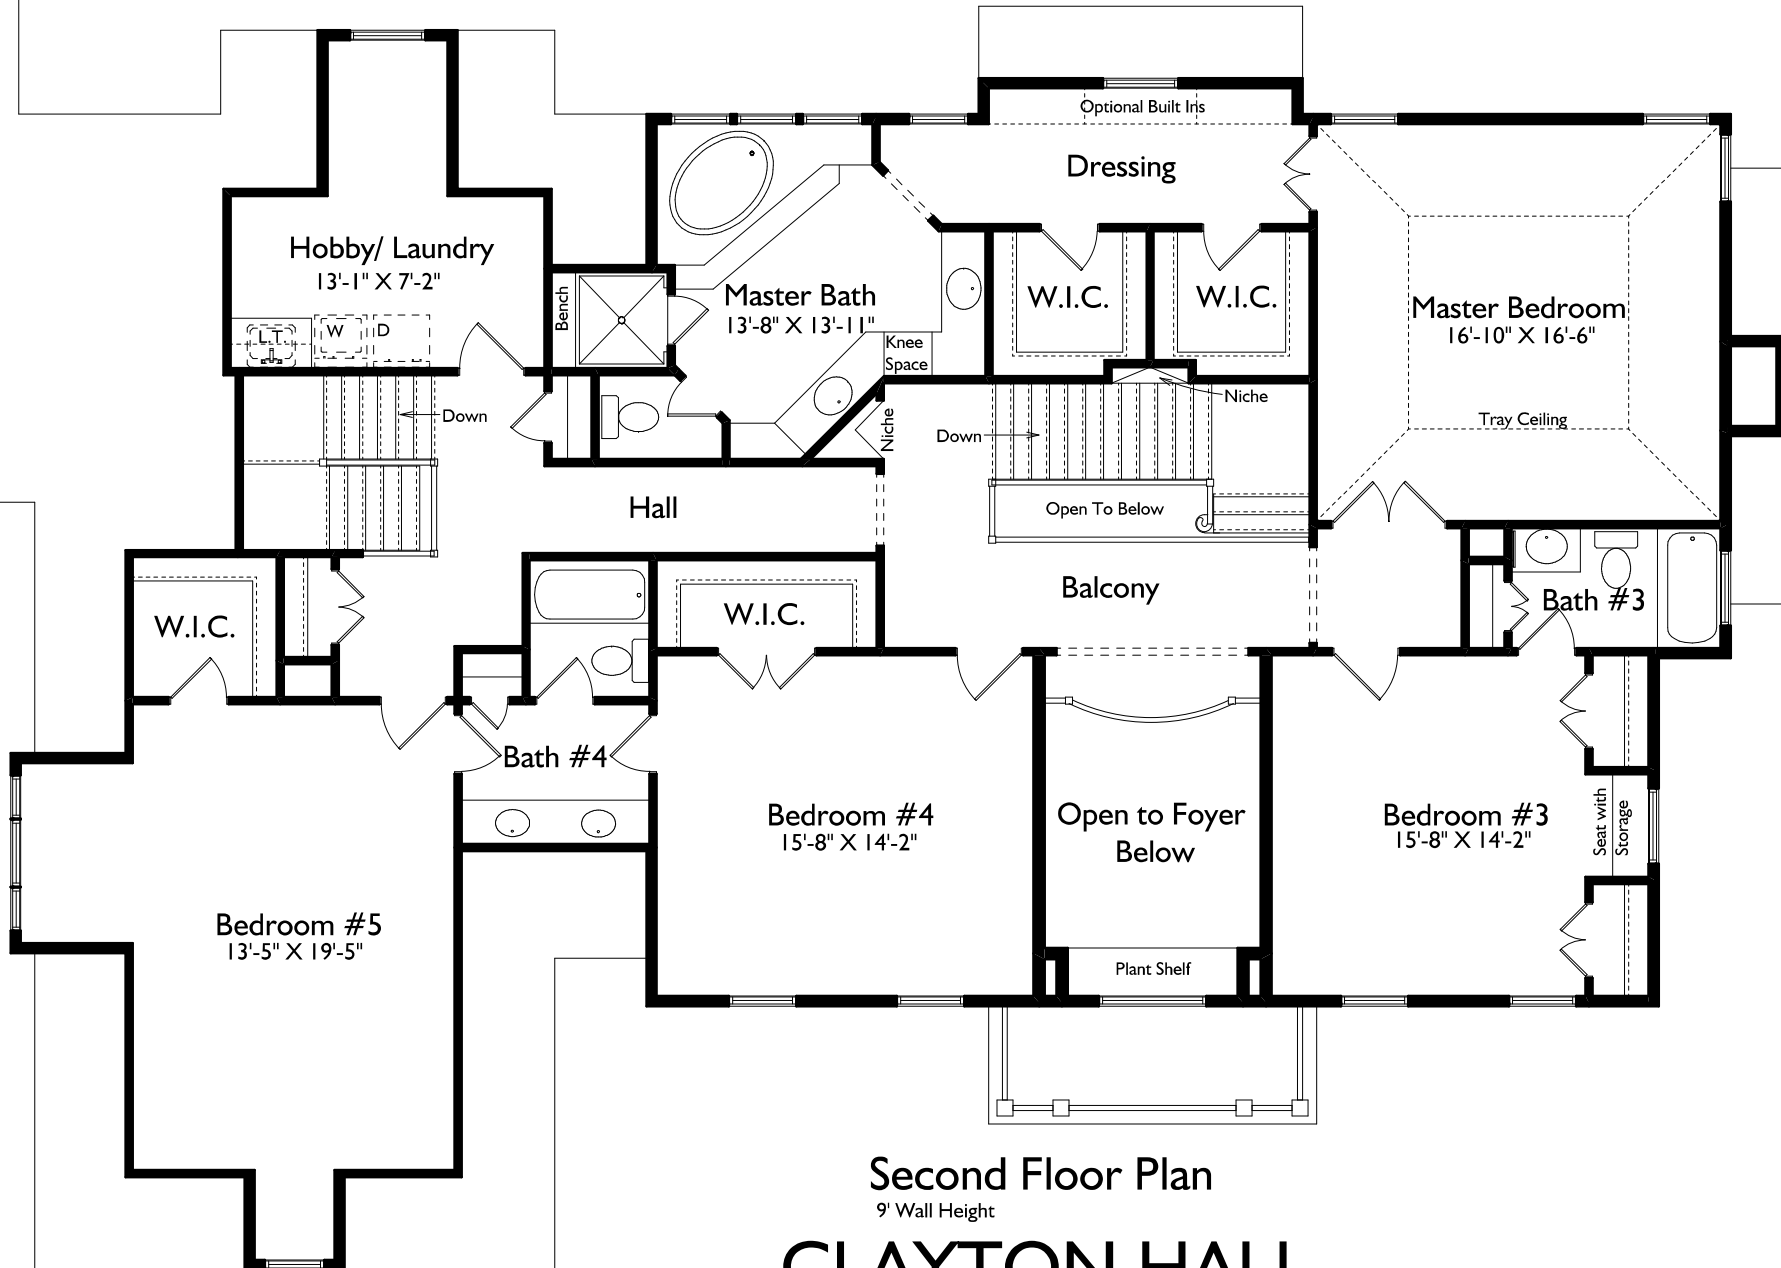 Optional Built Ins
Dressing
Hobby/ Laundry
13'-1" X 7'-2"
Bench
Master Bath
13'-8" X 13'-11"
W.I.C.
W.I.C.
Master Bedroom
16'-10" X 16'-6"
LT
W
D
Knee
Space
Down
Niche
Niche
Down
Tray Ceiling
Hall
Open To Below
Balcony
Bath #3
W.I.C.
W.I.C.
Bath #4
Bedroom #4
15'-8" X 14'-2"
Open to Foyer
Below
Bedroom #3
15'-8" X 14'-2"
Seat with
Storage
Bedroom #5
13'-5" X 19'-5"
Plant Shelf
Second Floor Plan
9' Wall Height
CLAYTON HALL